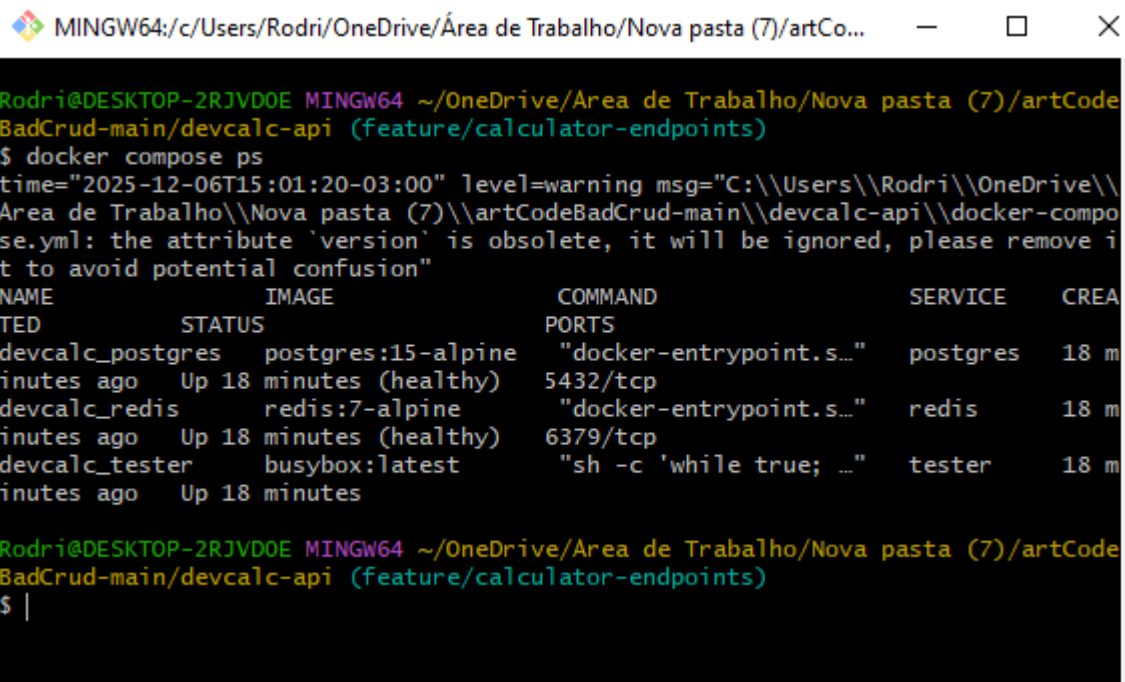 MINGW64:/c/Users/Rodri/OneDrive/Área de Trabalho/Nova pasta (7)/artCo...
Rodri@DESKTOP-2RJVDOE MINGW64 ~/OneDrive/Área de Trabalho/Nova pasta (7)/artCode
BadCrud-main/devcalc-api (feature/calculator-endpoints)
$ docker compose ps
time="2025-12-06T15:01:20-03:00" level=warning msg="C:\\Users\\Rodri\\OneDrive\\
Área de Trabalho\\Nova pasta (7)\\artCodeBadCrud-main\\devcalc-api\\docker-compo
se.yml: the attribute `version` is obsolete, it will be ignored, please remove i
t to avoid potential confusion"
NAME               IMAGE                COMMAND                  SERVICE    CREA
TED          STATUS                    PORTS
devcalc_postgres   postgres:15-alpine   "docker-entrypoint.s…"   postgres   18 m
inutes ago   Up 18 minutes (healthy)   5432/tcp
devcalc_redis      redis:7-alpine       "docker-entrypoint.s…"   redis      18 m
inutes ago   Up 18 minutes (healthy)   6379/tcp
devcalc_tester     busybox:latest       "sh -c 'while true; …"   tester     18 m
inutes ago   Up 18 minutes
Rodri@DESKTOP-2RJVDOE MINGW64 ~/OneDrive/Área de Trabalho/Nova pasta (7)/artCode
BadCrud-main/devcalc-api (feature/calculator-endpoints)
$